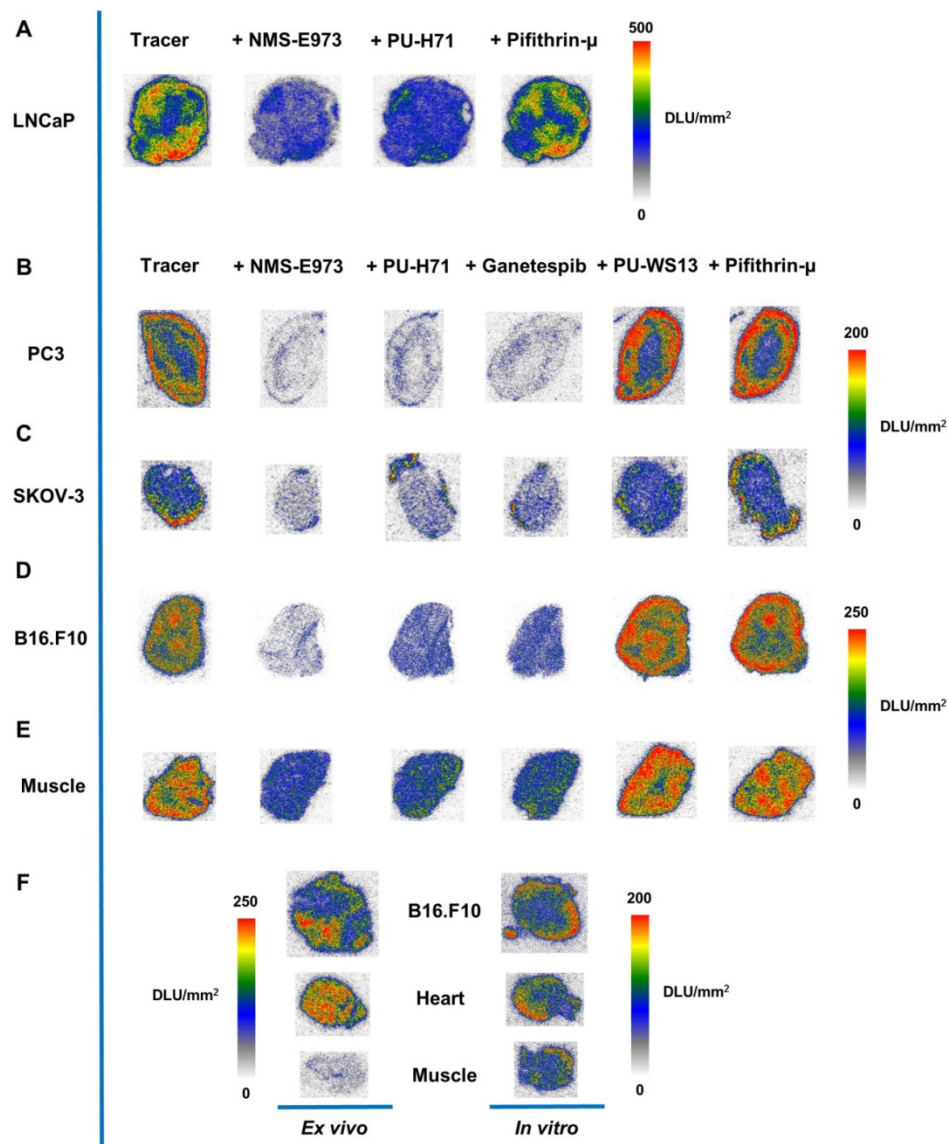 A
Tracer + NMS-E973 + PU-H71 + Pifithrin-µ
500
LNCaP
DLU/mm²
0
B
Tracer + NMS-E973 + PU-H71 + Ganetespib + PU-WS13 + Pifithrin-µ
PC3
200
C
DLU/mm²
SKOV-3
0
D
B16.F10
250
E
DLU/mm²
Muscle
0
F
250
B16.F10
200
DLU/mm²
Heart
DLU/mm²
0
Muscle
0
Ex vivo
In vitro